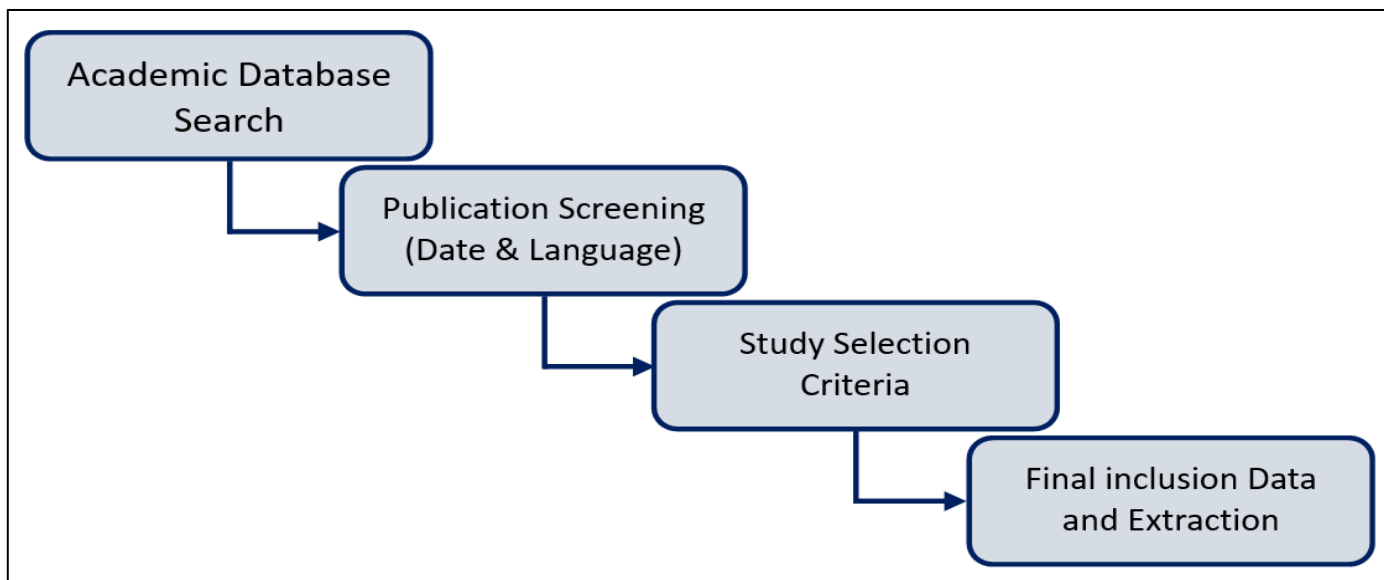 Academic Database
Search
Publication Screening
(Date & Language)
Study Selection
Criteria
Final inclusion Data
and Extraction